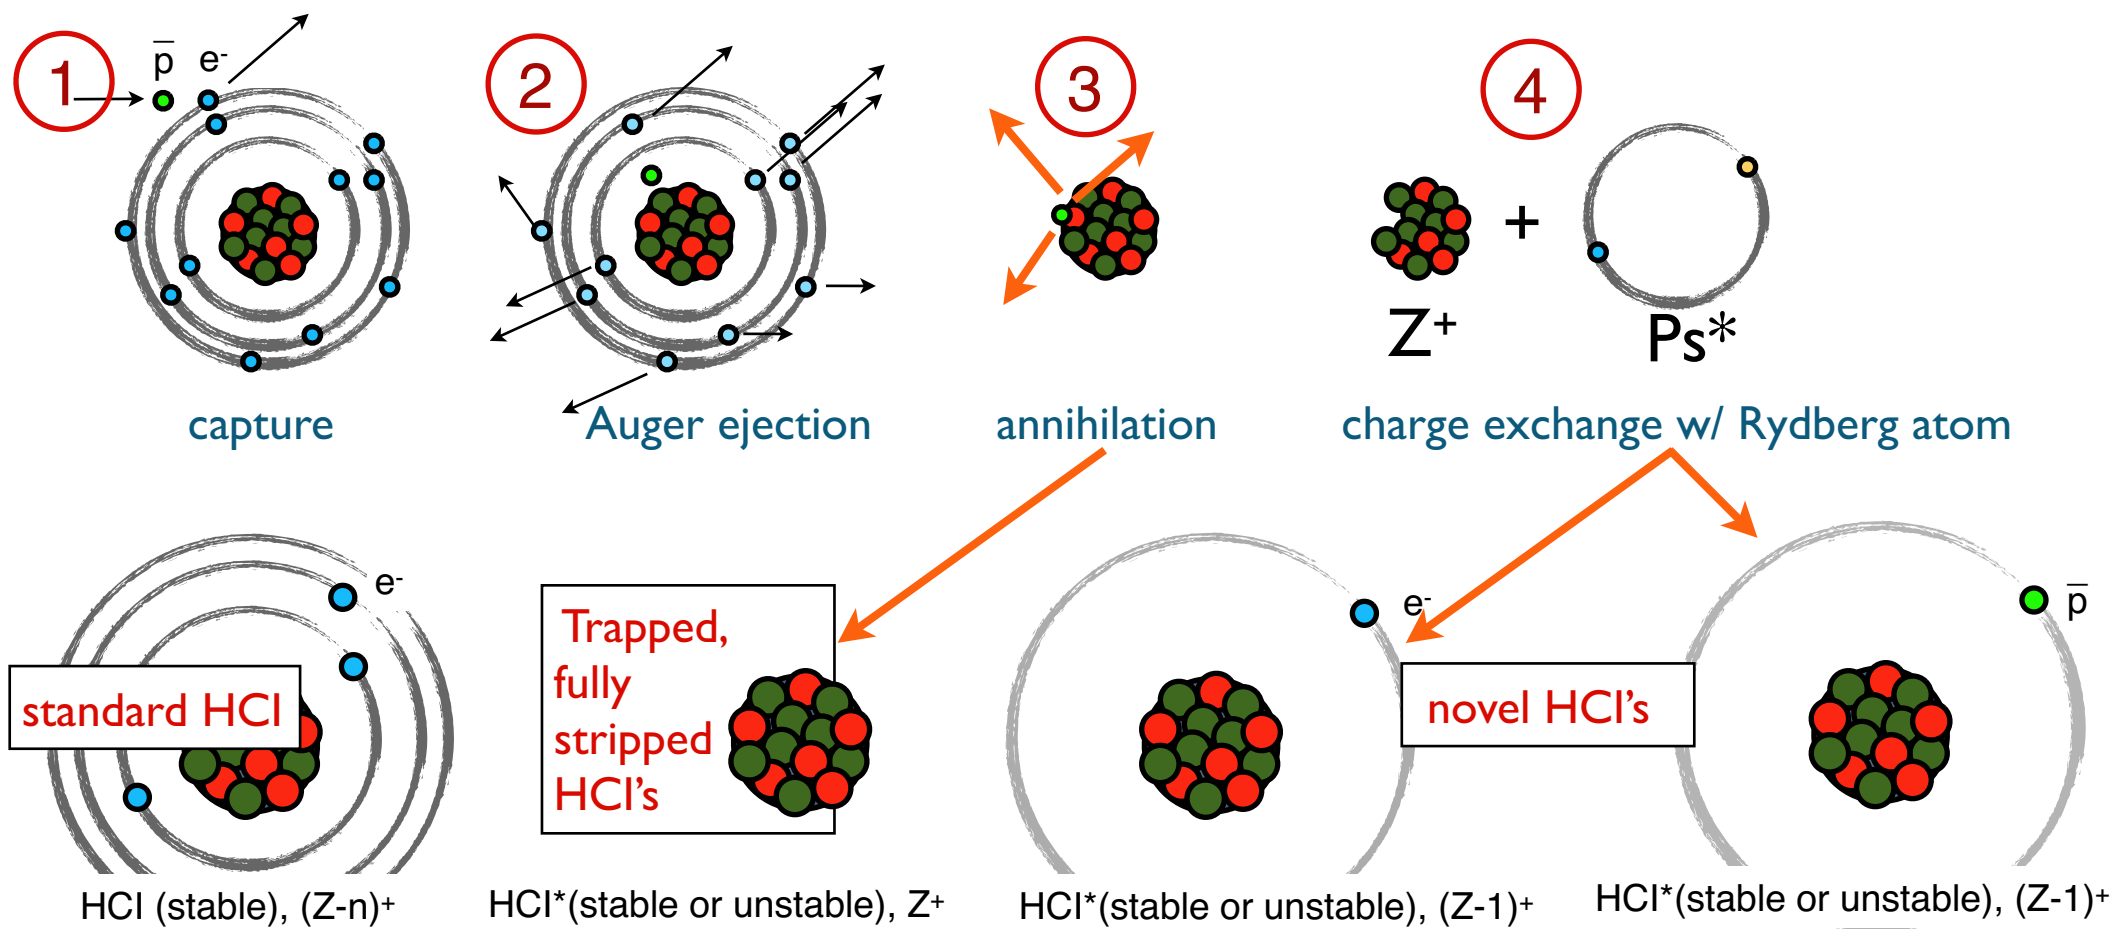 1
p̅ e-
2
3
4
+
Z+
Ps*
capture
Auger ejection
annihilation
charge exchange w/ Rydberg atom
e-
standard HCI
Trapped,
fully
stripped
HCI's
e-
novel HCI's
p̅
HCI (stable), (Z-n)+
HCI*(stable or unstable), Z+
HCI*(stable or unstable), (Z-1)+
HCI*(stable or unstable), (Z-1)+